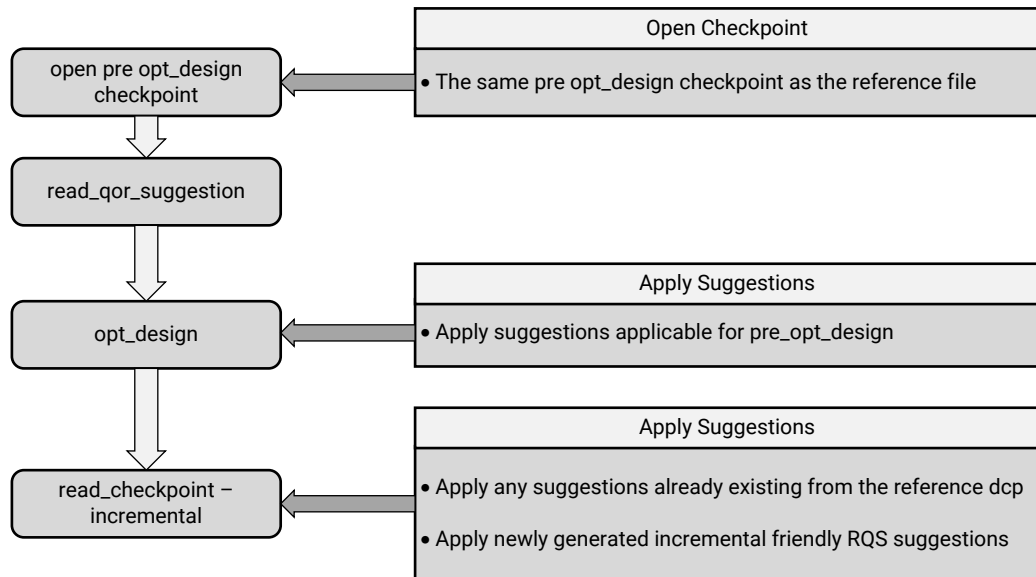 Open Checkpoint
open pre opt_design
checkpoint
• The same pre opt_design checkpoint as the reference file
read_qor_suggestion
Apply Suggestions
opt_design
• Apply suggestions applicable for pre_opt_design
Apply Suggestions
read_checkpoint –
incremental
• Apply any suggestions already existing from the reference dcp
• Apply newly generated incremental friendly RQS suggestions